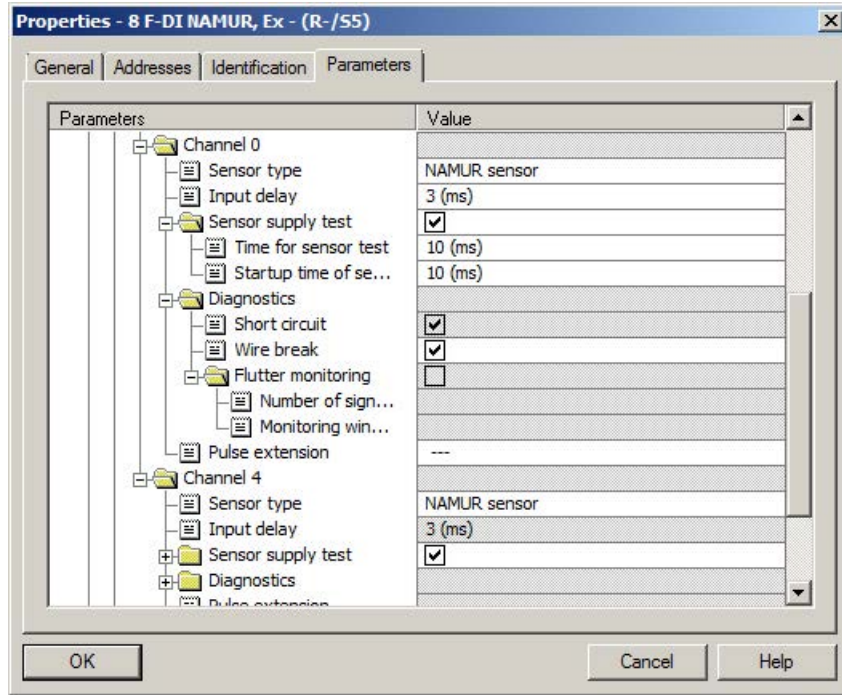 Properties - 8 F-DI NAMUR, Ex - (R-/S5)
General Addresses Identification Parameters
Parameters Value
Channel 0
Sensor type NAMUR sensor
Input delay 3 (ms)
Sensor supply test
Time for sensor test 10 (ms)
Startup time of se... 10 (ms)
Diagnostics
Short circuit
Wire break
Flutter monitoring
Number of sign...
Monitoring win...
Pulse extension ---
Channel 4
Sensor type NAMUR sensor
Input delay 3 (ms)
Sensor supply test
Diagnostics
Pulse extension
OK Cancel Help